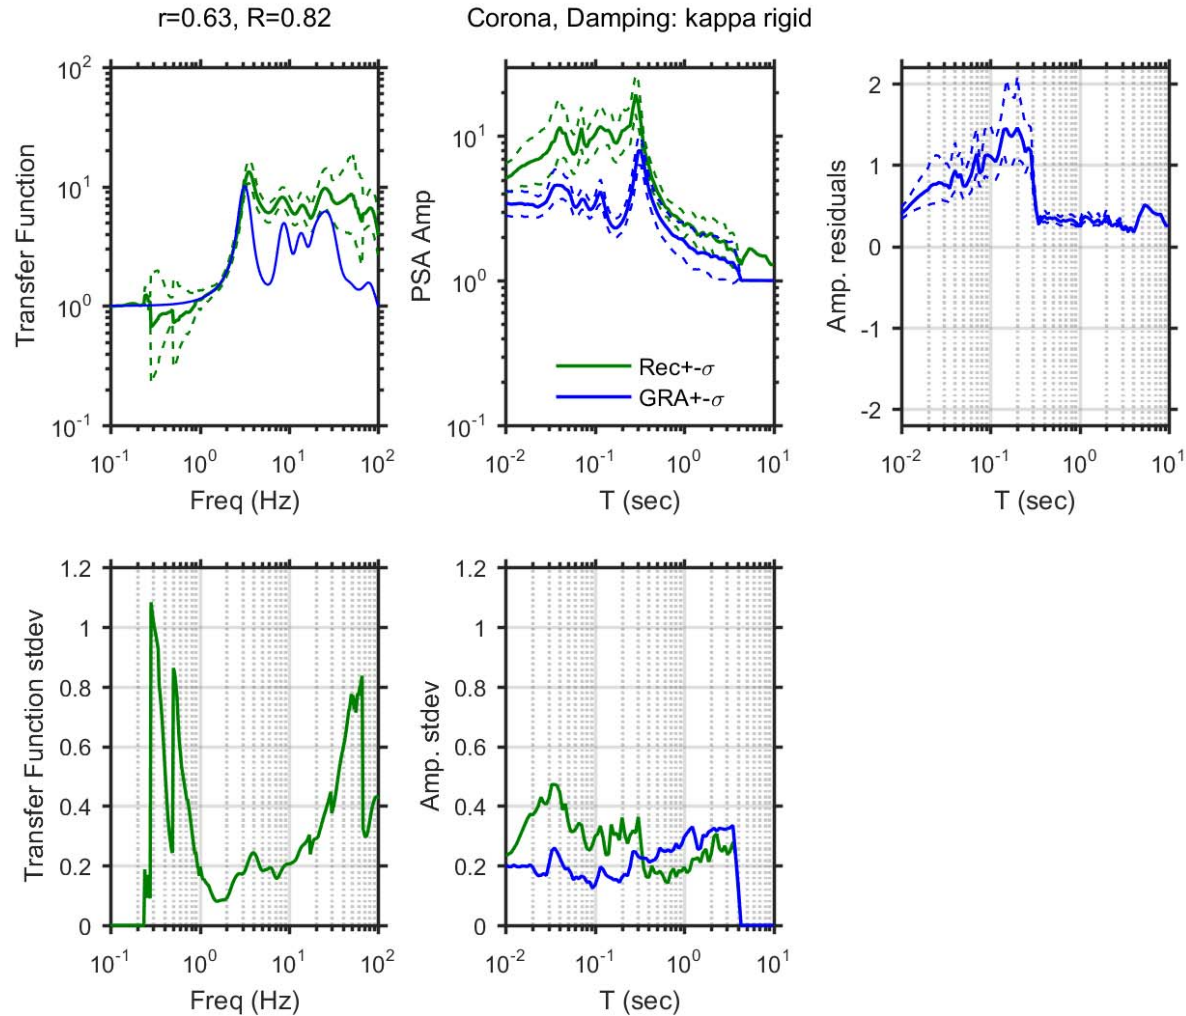 r=0.63, R=0.82
Corona, Damping: kappa rigid
Transfer Function
10^2
10^1
10^0
10^-1
10^-1 10^0 10^1 10^2
Freq (Hz)
PSA Amp
10^1
10^0
10^-1
Rec+-σ
GRA+-σ
10^-2 10^-1 10^0 10^1
T (sec)
Amp. residuals
2
1
0
-1
-2
10^-2 10^-1 10^0 10^1
T (sec)
Transfer Function stdev
1.2
1
0.8
0.6
0.4
0.2
0
10^-1 10^0 10^1 10^2
Freq (Hz)
Amp. stdev
1.2
1
0.8
0.6
0.4
0.2
0
10^-2 10^-1 10^0 10^1
T (sec)